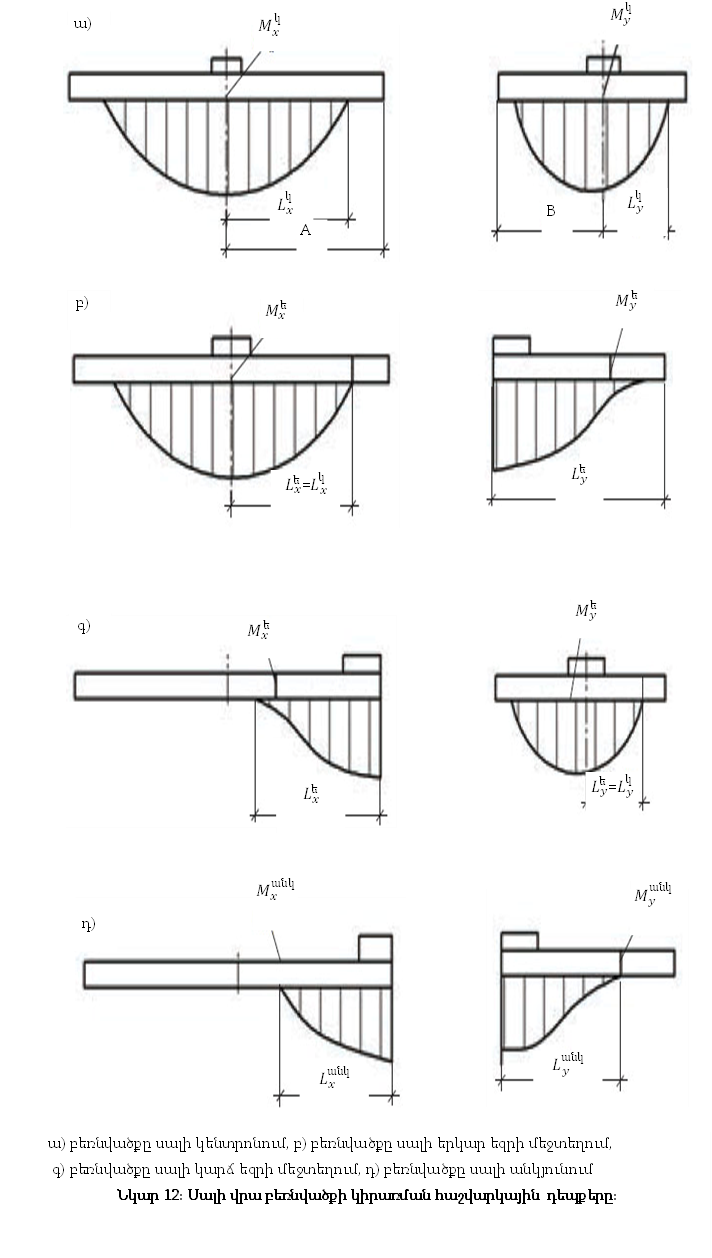 ա) M_x^կ M_y^կ
L_x^կ B L_y^կ
A
բ) M_x^ե M_y^ե
L_x^ե=L_x^կ L_y^ե
գ) M_x^ե M_y^ե
L_x^ե L_y^ե=L_y^կ
դ) M_x^անկ M_y^անկ
L_x^անկ L_y^անկ
ա) բեռնվածքը սալի կենտրոնում, բ) բեռնվածքը սալի երկար եզրի մեջտեղում,
գ) բեռնվածքը սալի կարճ եզրի մեջտեղում, դ) բեռնվածքը սալի անկյունում
Նկար 12։ Սալի վրա բեռնվածքի կիրառման հաշվարկային դեպքերը։